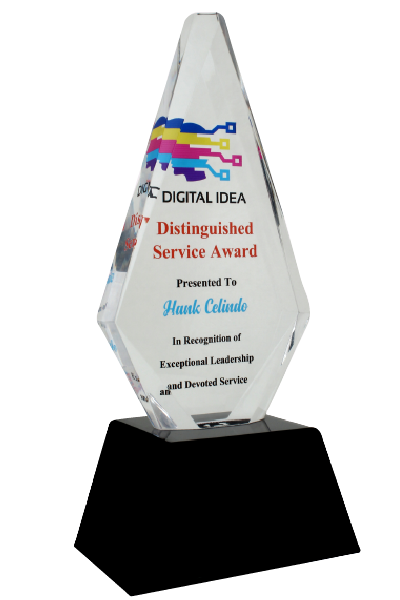 DIGITAL IDEA
Distinguished
Service Award
Presented To
Hank Celindo
In Recognition of
Exceptional Leadership
and Devoted Service